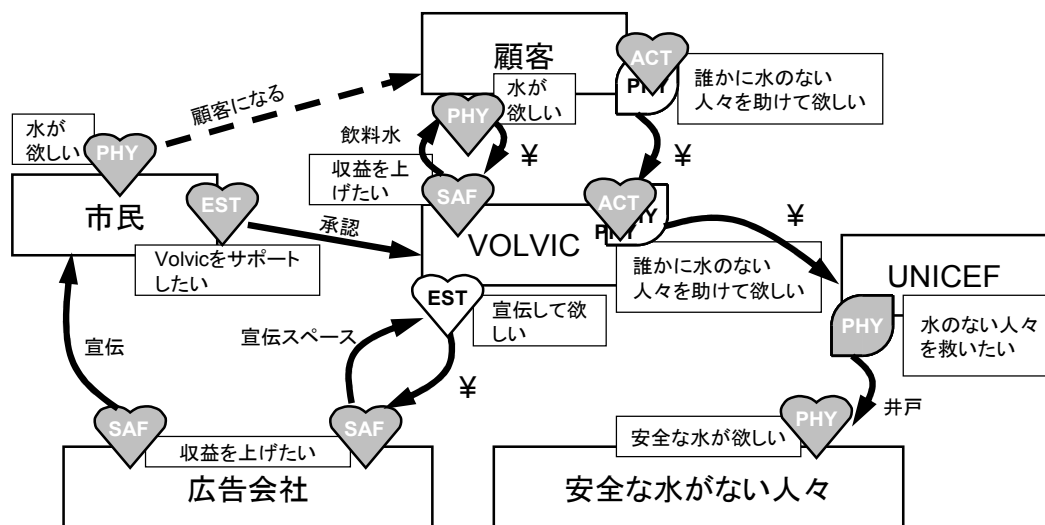 顧客
ACT
PHY
誰かに水のない
人々を助けて欲しい
水が
欲しい
PHY
顧客になる
水が
欲しい
PHY
飲料水
¥
¥
収益を上
げたい
SAF
市民
EST
承認
VOLVIC
ACT
PHY
PHY
¥
Volvicをサポート
したい
誰かに水のない
人々を助けて欲しい
UNICEF
EST
宣伝して欲
しい
PHY
水のない人々
を救いたい
宣伝
宣伝スペース
¥
井戸
SAF
SAF
収益を上げたい
安全な水が欲しい
PHY
広告会社
安全な水がない人々